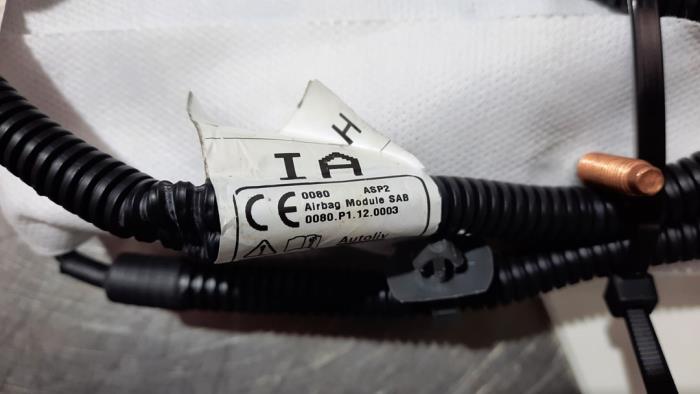 H
IA
CE 0080 ASP2
Airbag Module SAB
0080.P1.12.0003
Autoliv